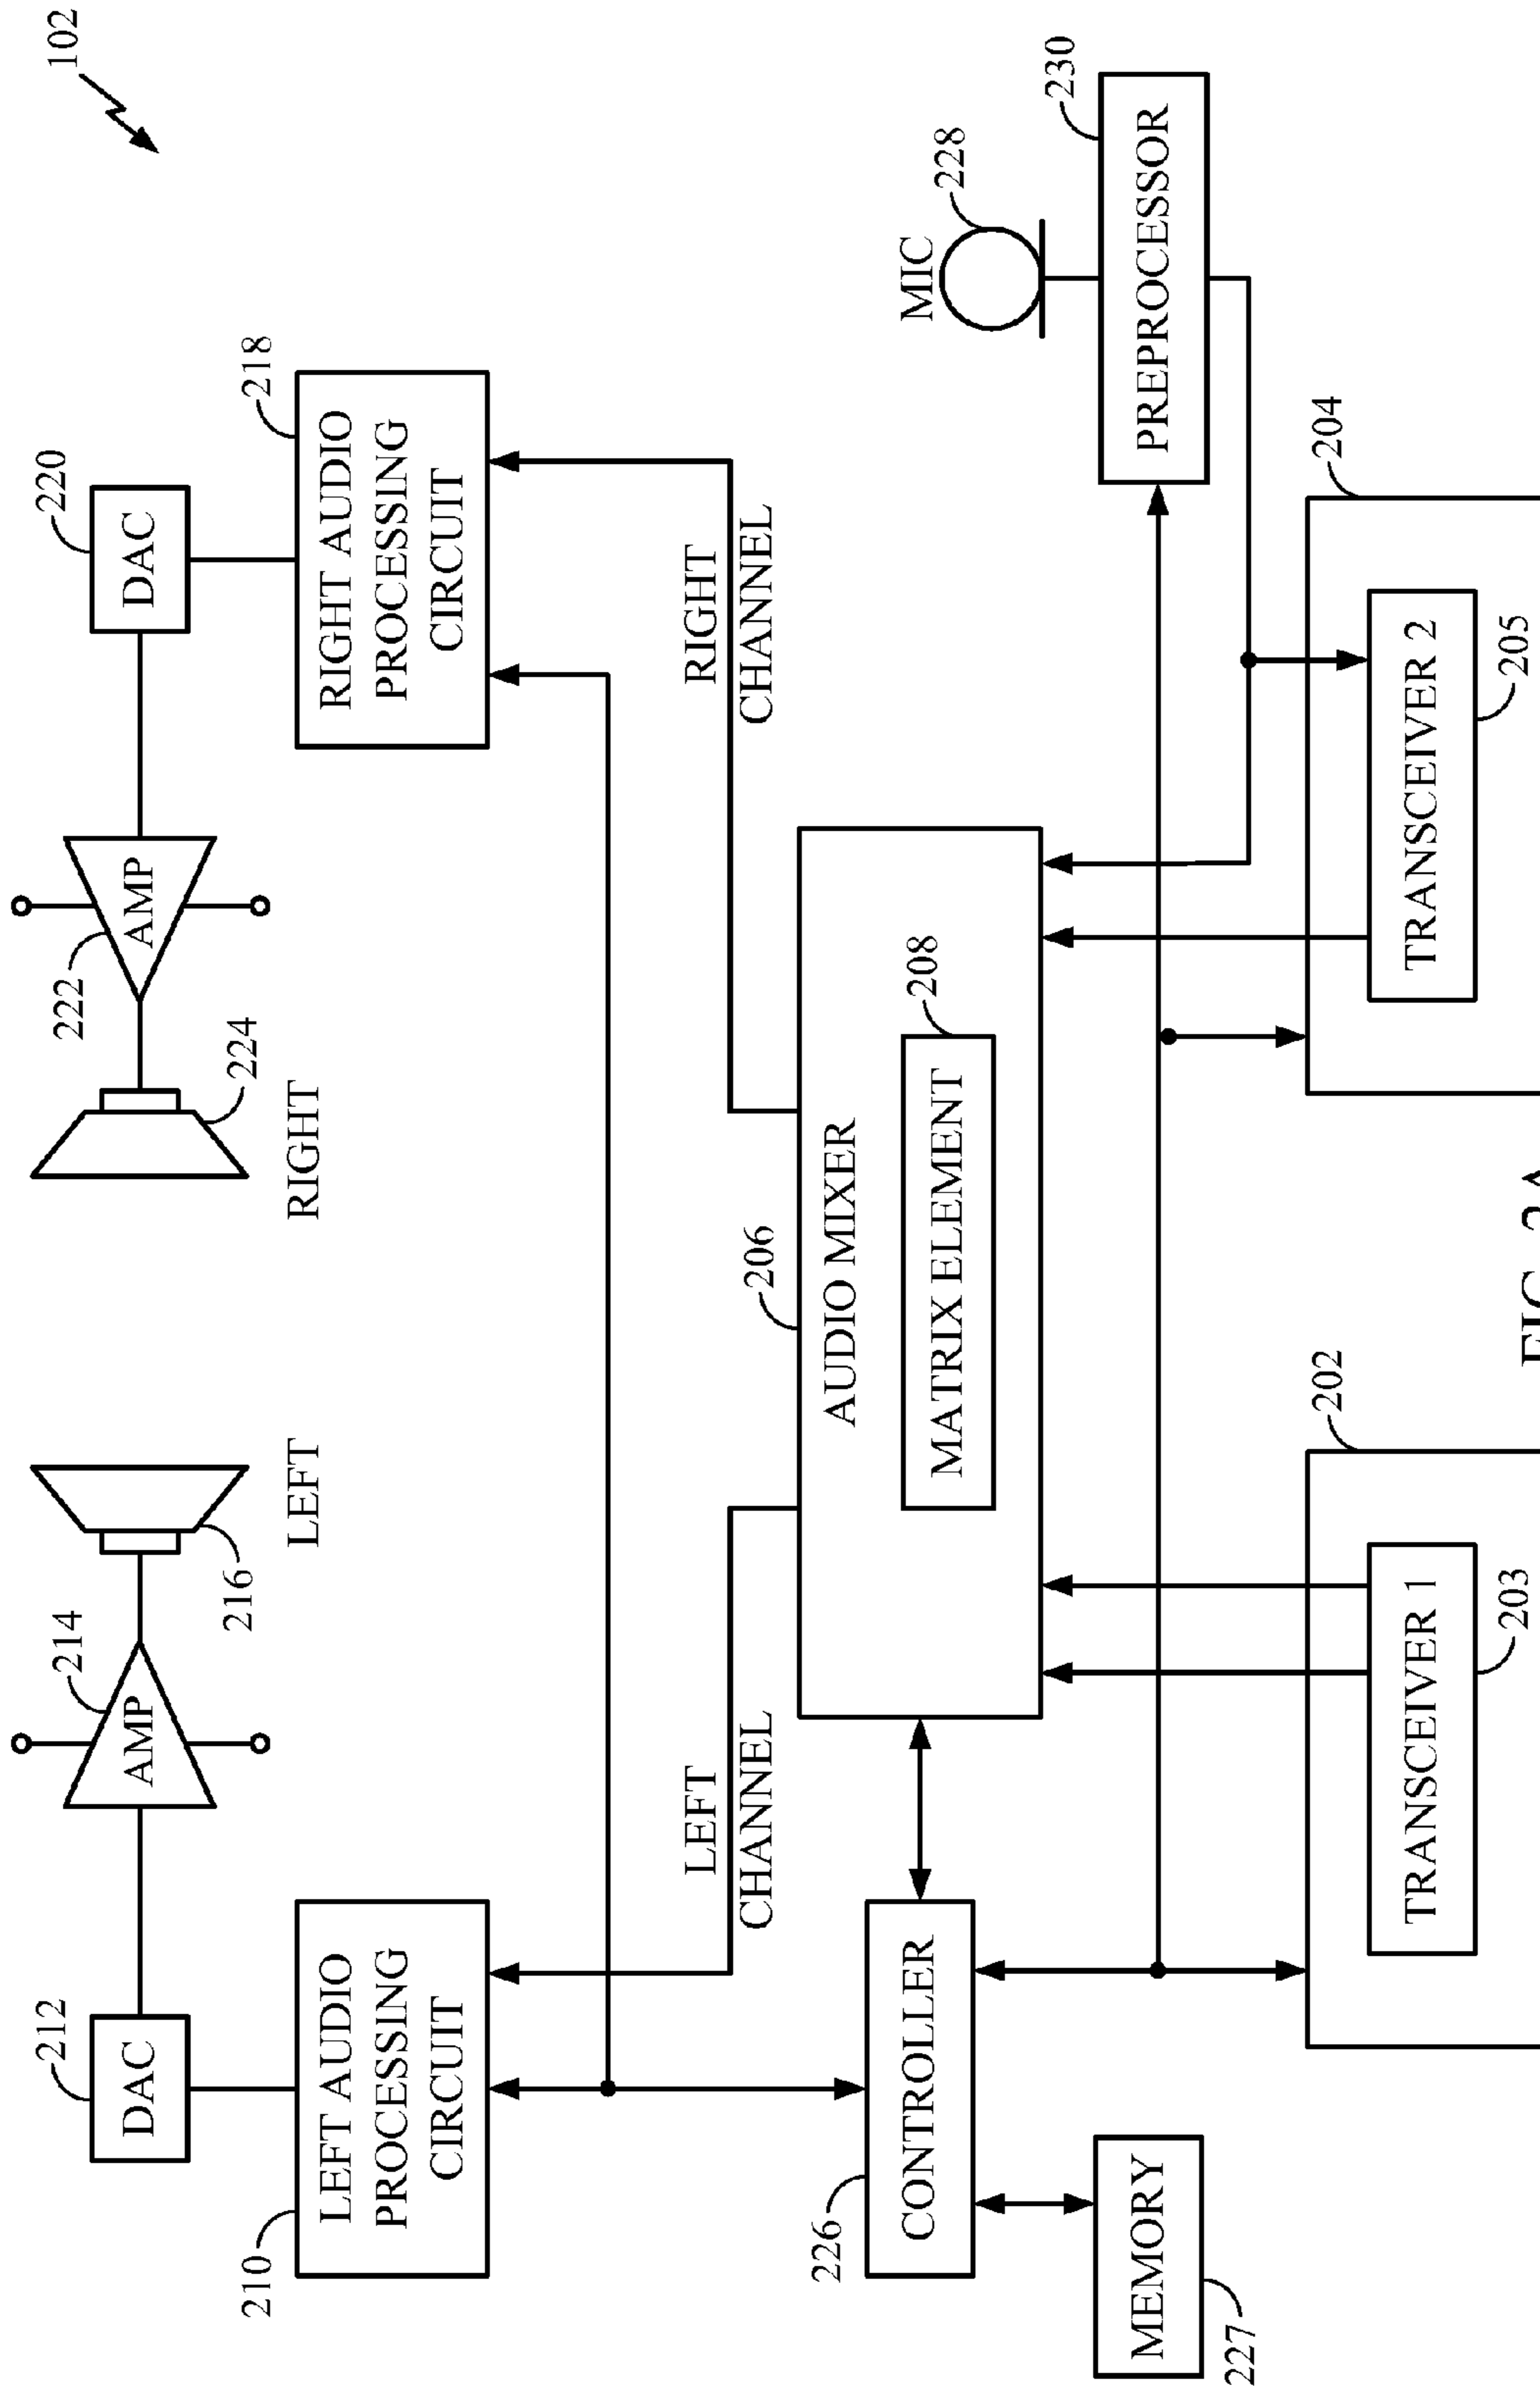 102
212
214
222
220
DAC
AMP
AMP
DAC
216
224
210
LEFT
RIGHT
218
LEFT AUDIO
PROCESSING
CIRCUIT
RIGHT AUDIO
PROCESSING
CIRCUIT
LEFT
CHANNEL
RIGHT
CHANNEL
206
226
AUDIO MIXER
208
MIC
228
CONTROLLER
MATRIX ELEMENT
230
MEMORY
PREPROCESSOR
227
202
204
TRANSCEIVER 1
TRANSCEIVER 2
203
205